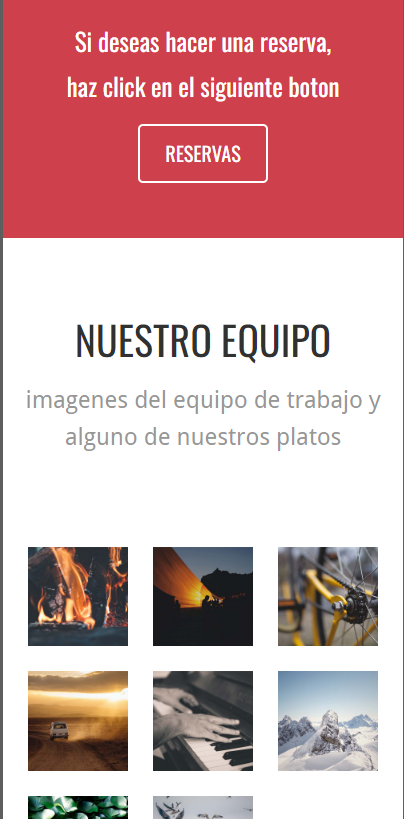 Si deseas hacer una reserva,
haz click en el siguiente boton
RESERVAS
NUESTRO EQUIPO
imagenes del equipo de trabajo y
alguno de nuestros platos